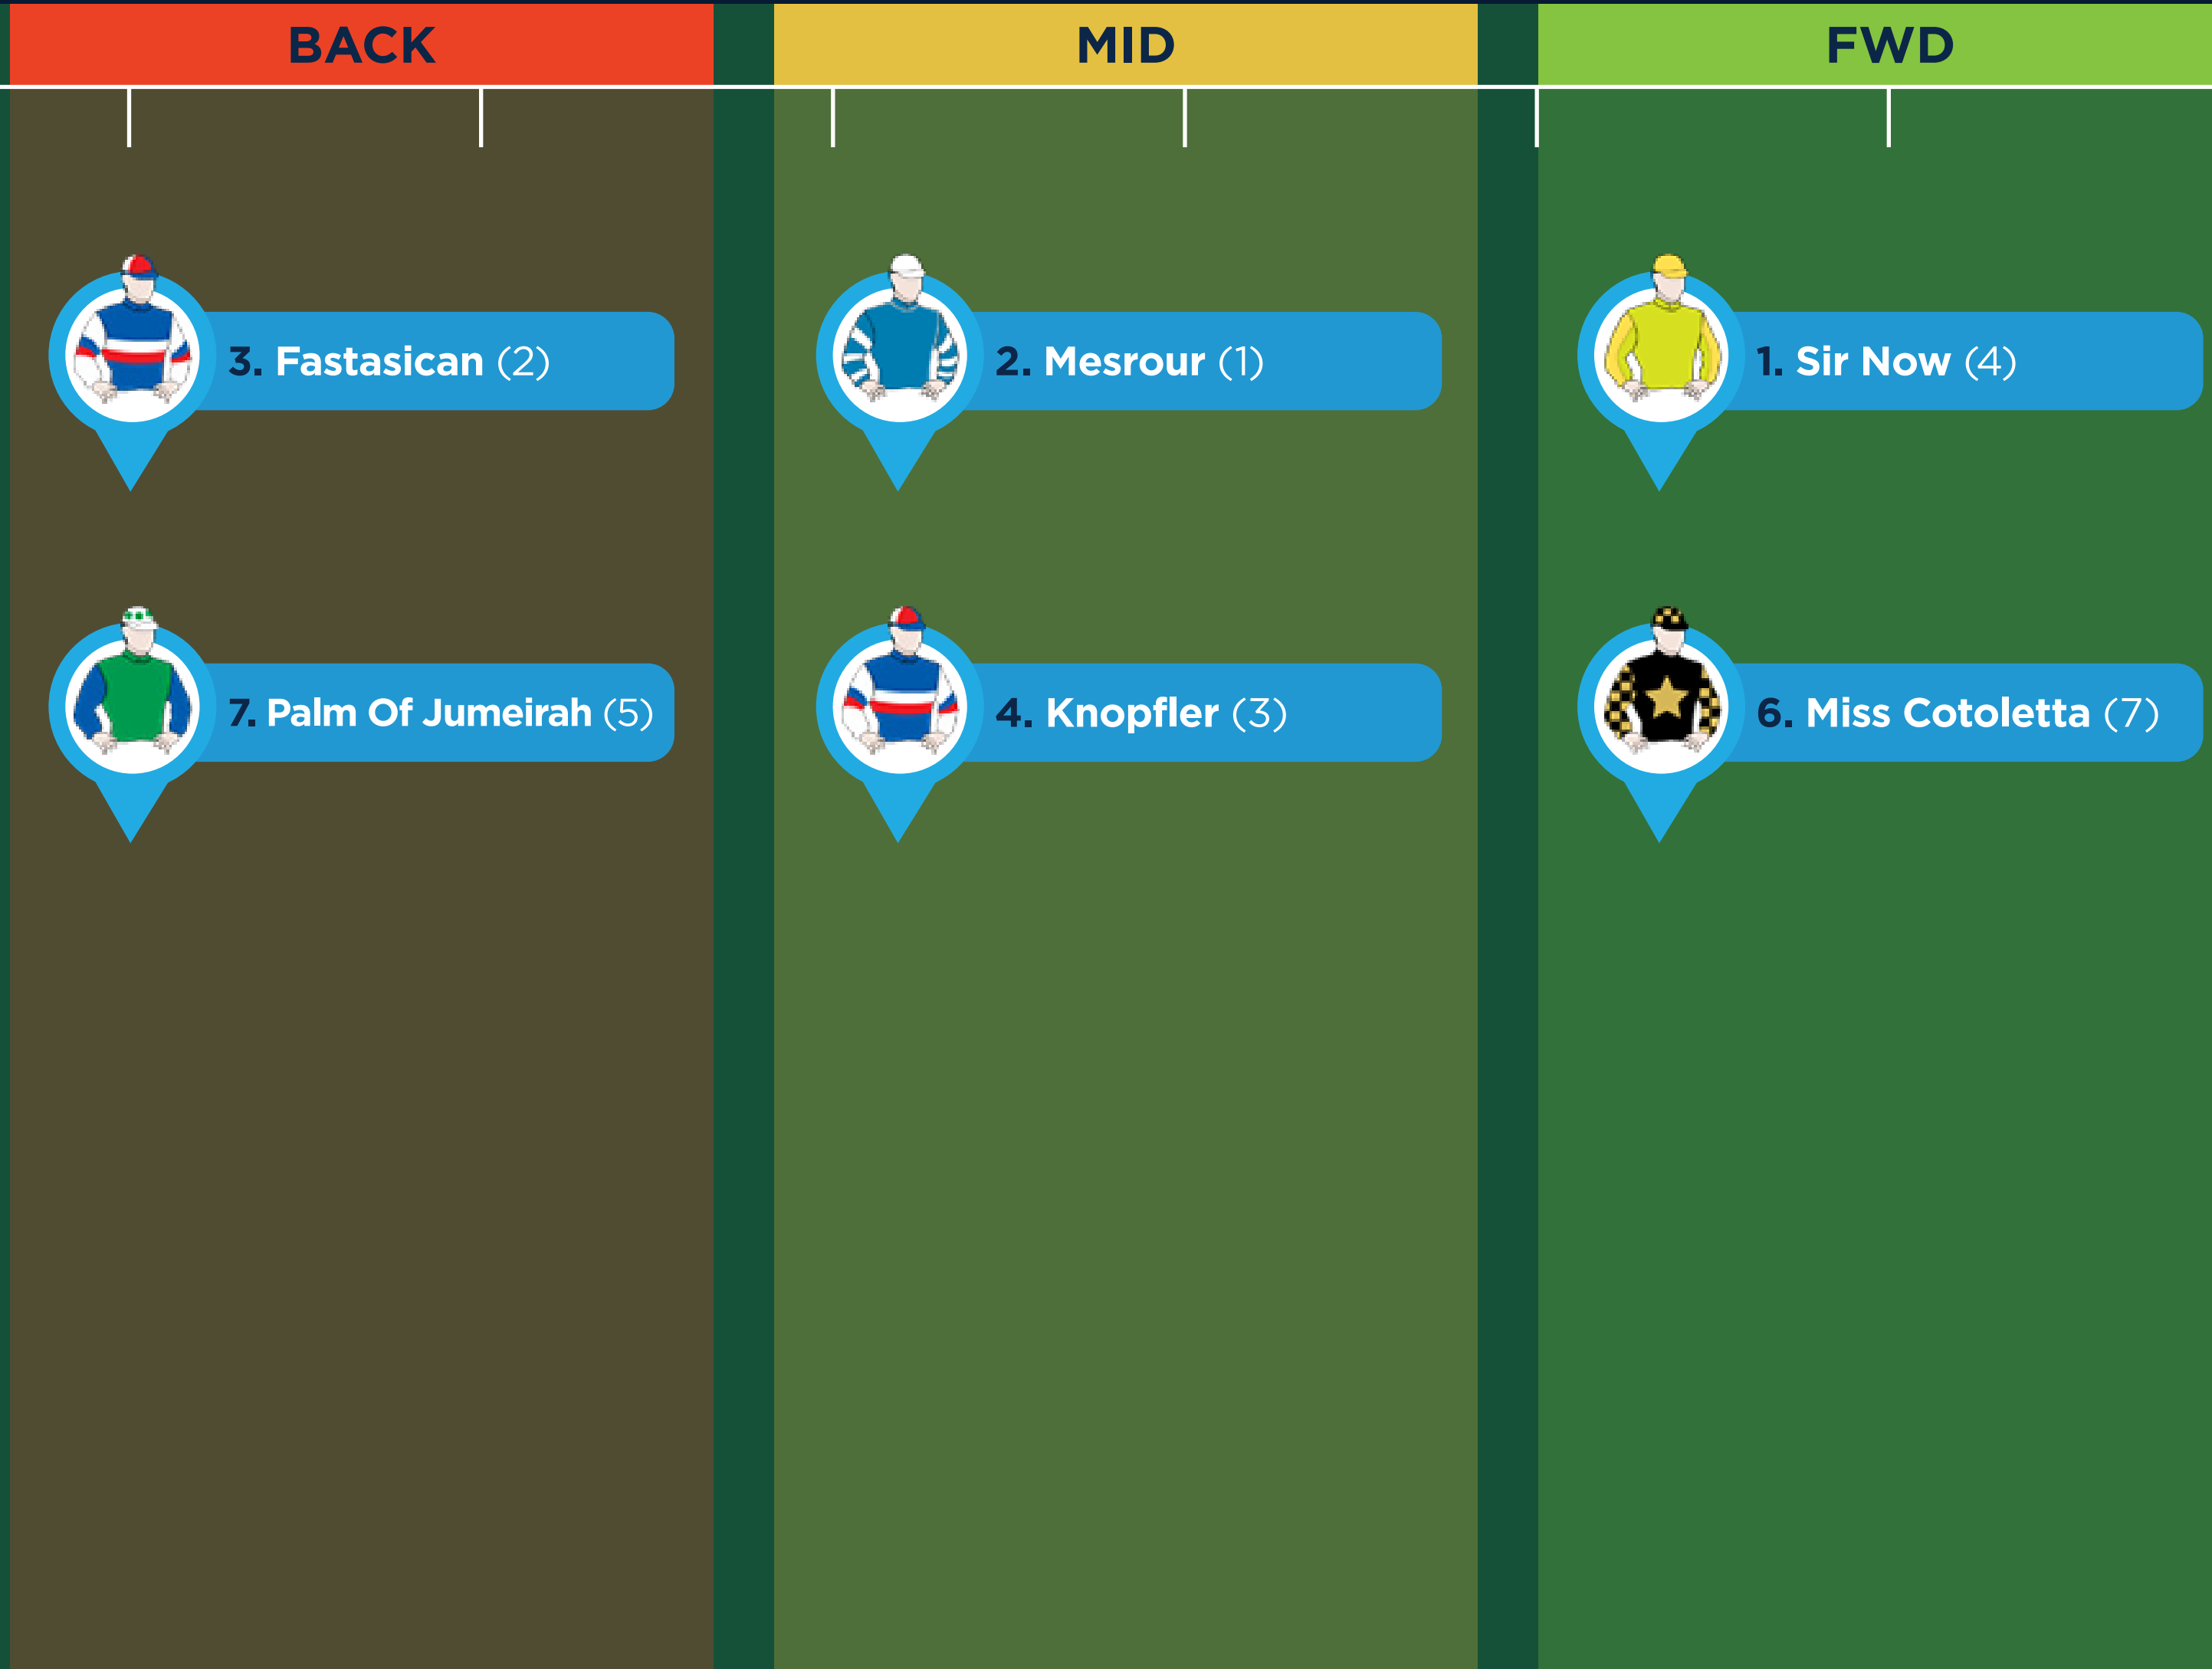 BACK MID FWD
3. Fastasican (2) 2. Mesrour (1) 1. Sir Now (4)
7. Palm Of Jumeirah (5) 4. Knopfler (3) 6. Miss Cotoletta (7)